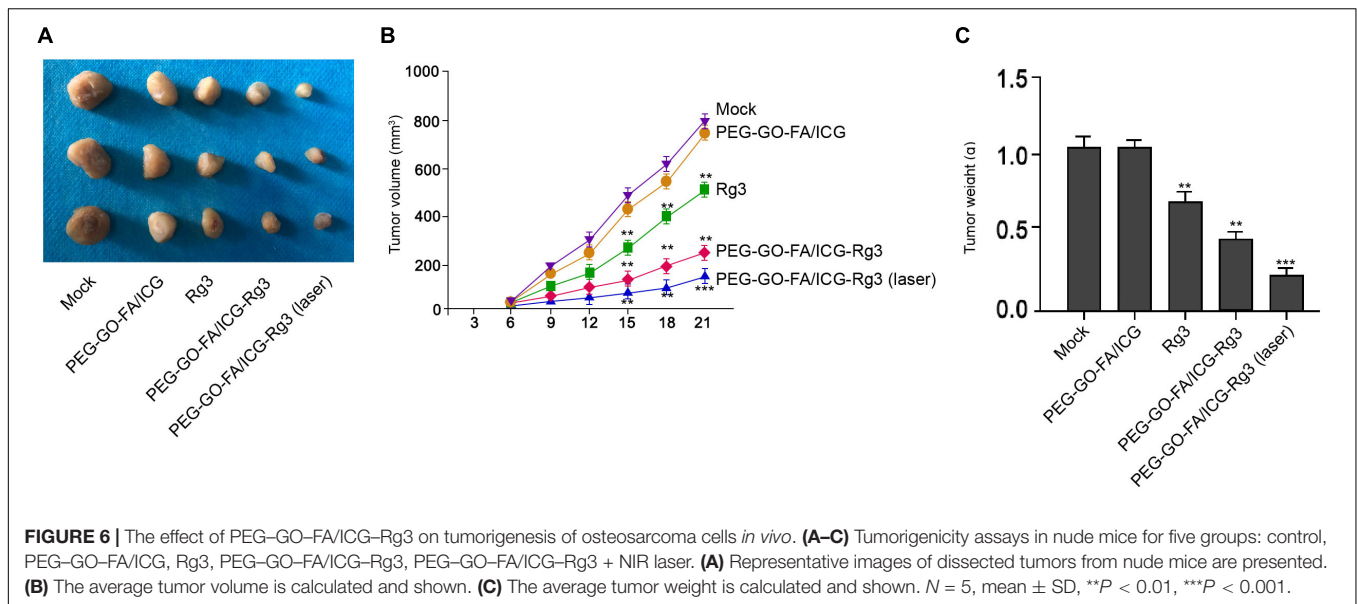 A
Mock
PEG-GO-FA/ICG
Rg3
PEG-GO-FA/ICG-Rg3
PEG-GO-FA/ICG-Rg3 (laser)
B
Tumor volume (mm³)
1000
800
600
400
200
0
3 6 9 12 15 18 21
Mock
PEG-GO-FA/ICG
**
Rg3
**
**
**
PEG-GO-FA/ICG-Rg3
**
**
PEG-GO-FA/ICG-Rg3 (laser)
** ** ***
C
Tumor weight (g)
1.5
1.0
0.5
0.0
**
**
***
Mock
PEG-GO-FA/ICG
Rg3
PEG-GO-FA/ICG-Rg3
PEG-GO-FA/ICG-Rg3 (laser)
FIGURE 6 | The effect of PEG–GO–FA/ICG–Rg3 on tumorigenesis of osteosarcoma cells in vivo. (A–C) Tumorigenicity assays in nude mice for five groups: control,
PEG–GO–FA/ICG, Rg3, PEG–GO–FA/ICG–Rg3, PEG–GO–FA/ICG–Rg3 + NIR laser. (A) Representative images of dissected tumors from nude mice are presented.
(B) The average tumor volume is calculated and shown. (C) The average tumor weight is calculated and shown. N = 5, mean ± SD, **P < 0.01, ***P < 0.001.